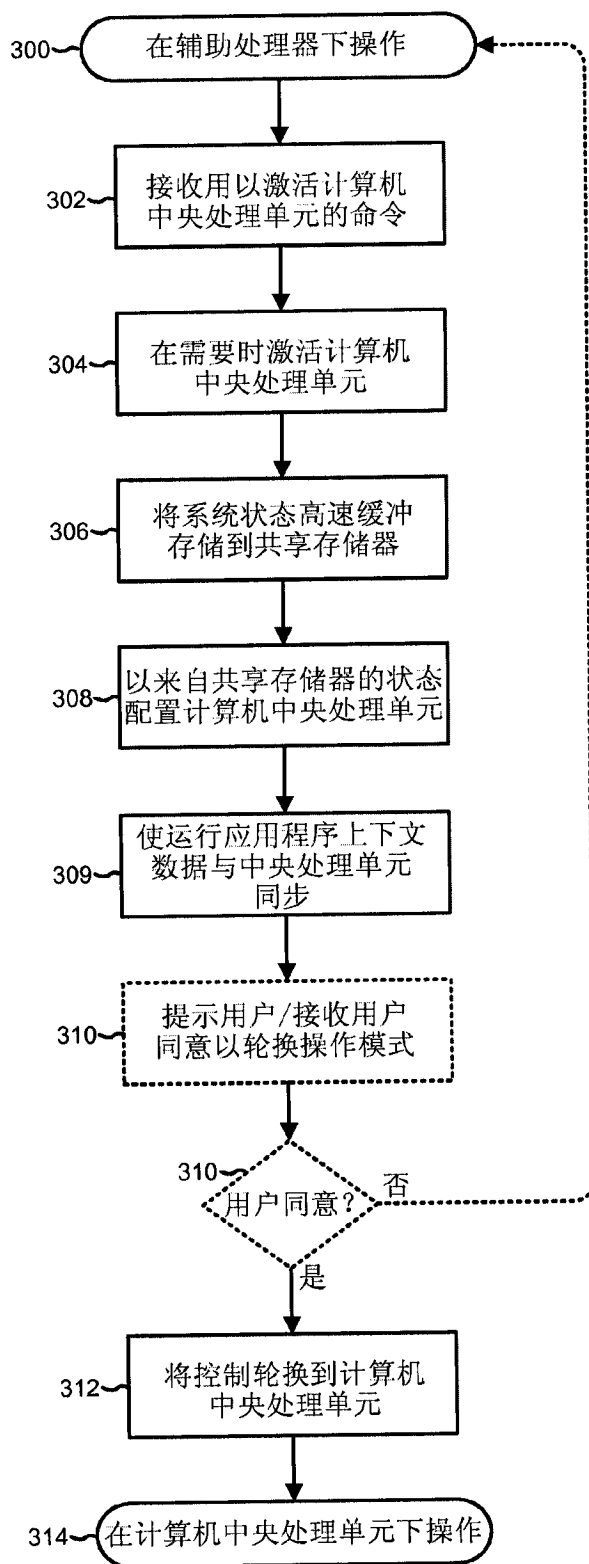 300
在辅助处理器下操作
302
接收用以激活计算机
中央处理单元的命令
304
在需要时激活计算机
中央处理单元
306
将系统状态高速缓冲
存储到共享存储器
308
以来自共享存储器的状态
配置计算机中央处理单元
309
使运行应用程序上下文
数据与中央处理单元
同步
310
提示用户/接收用户
同意以轮换操作模式
310
用户同意?
否
是
312
将控制轮换到计算机
中央处理单元
314
在计算机中央处理单元下操作